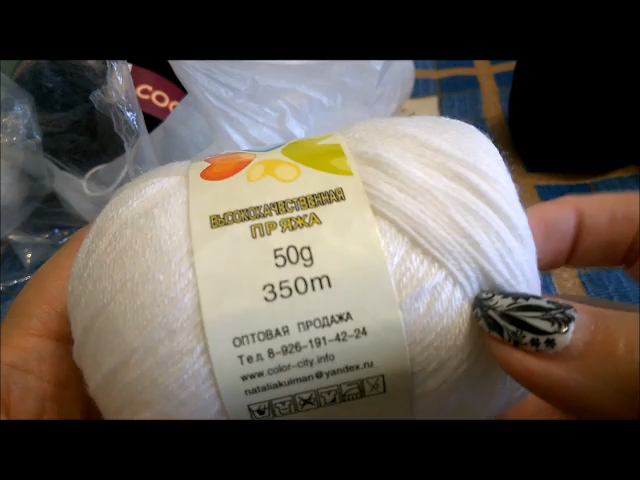 COC
ВЫСОКОКАЧЕСТВЕННАЯ
ПРЯЖА
50g
350m
ОПТОВАЯ ПРОДАЖА
Тел. 8-926-191-42-24
www.color-city.info
nataliakulman@yandex.ru